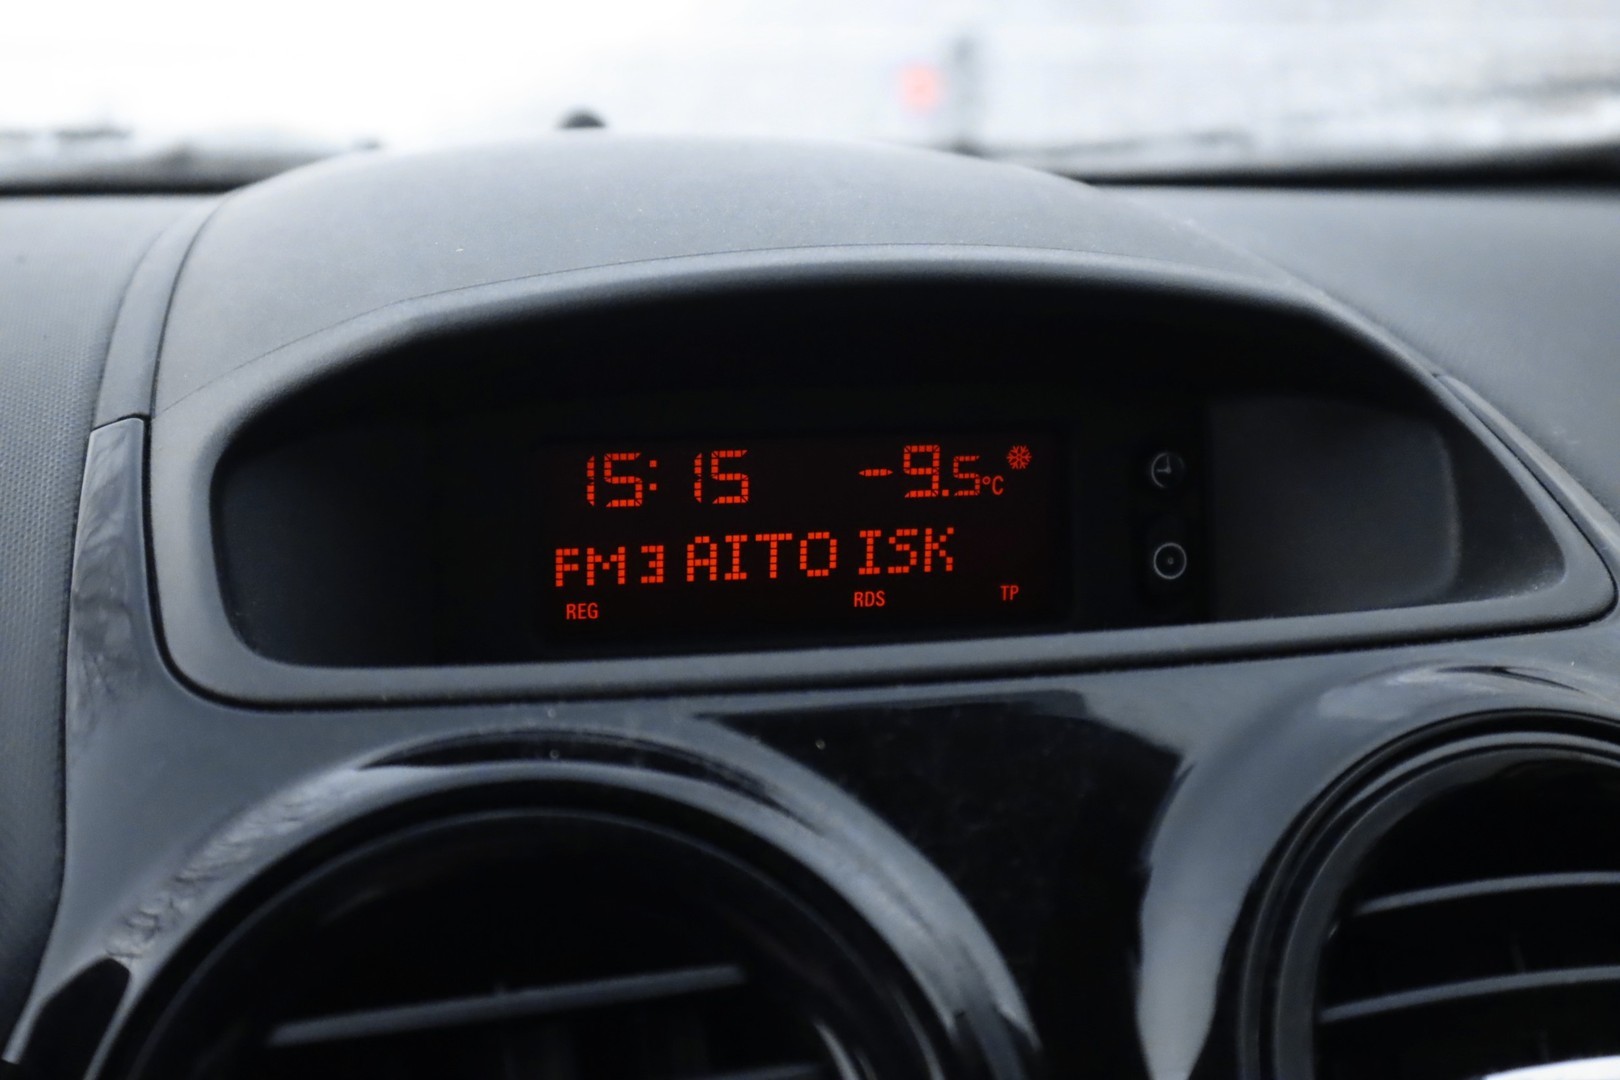 15:15 -9.5°C
FM3 AITO ISK
REG RDS TP